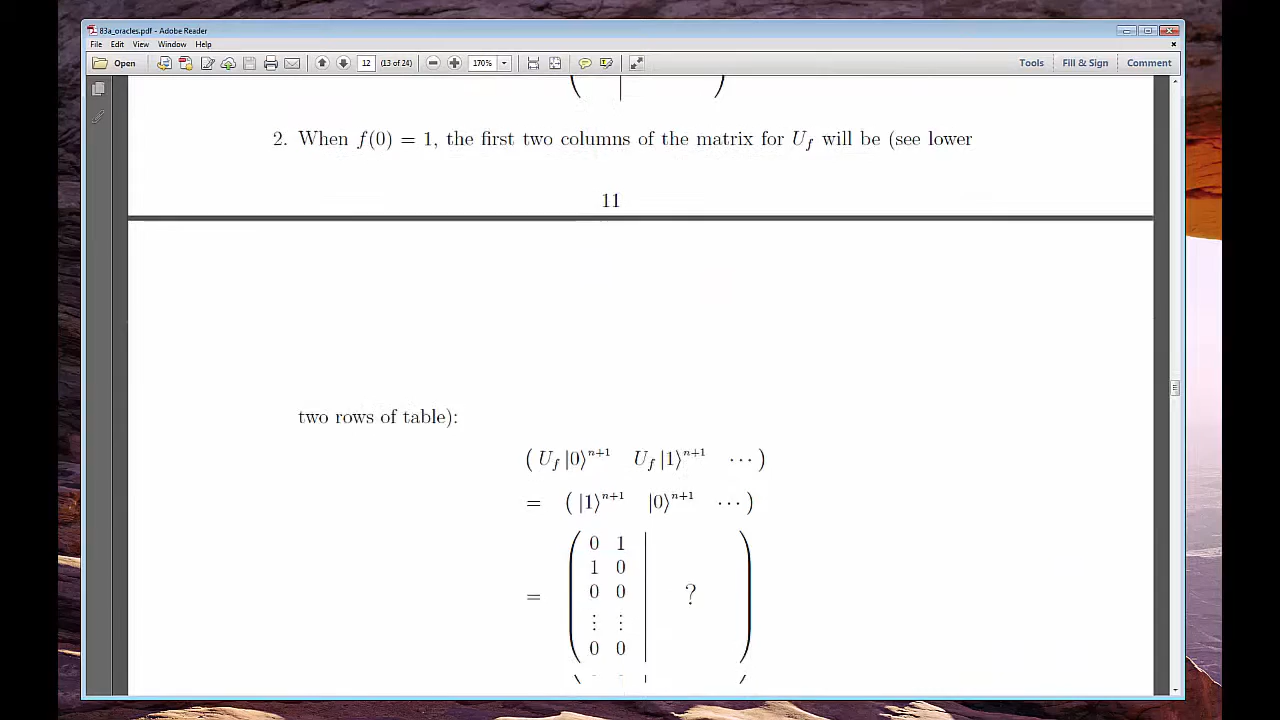 83a_oracles.pdf - Adobe Reader
File Edit View Window Help
Open 12 (13 of 24) 170% Tools Fill & Sign Comment
2. When f(0) = 1, the first two columns of the matrix for U_f will be (see lower
11
two rows of table):
( U_f |0⟩^{n+1} U_f |1⟩^{n+1} ⋯ )
= ( |1⟩^{n+1} |0⟩^{n+1} ⋯ )
0 1
1 0
= 0 0 ?
⋮ ⋮
0 0